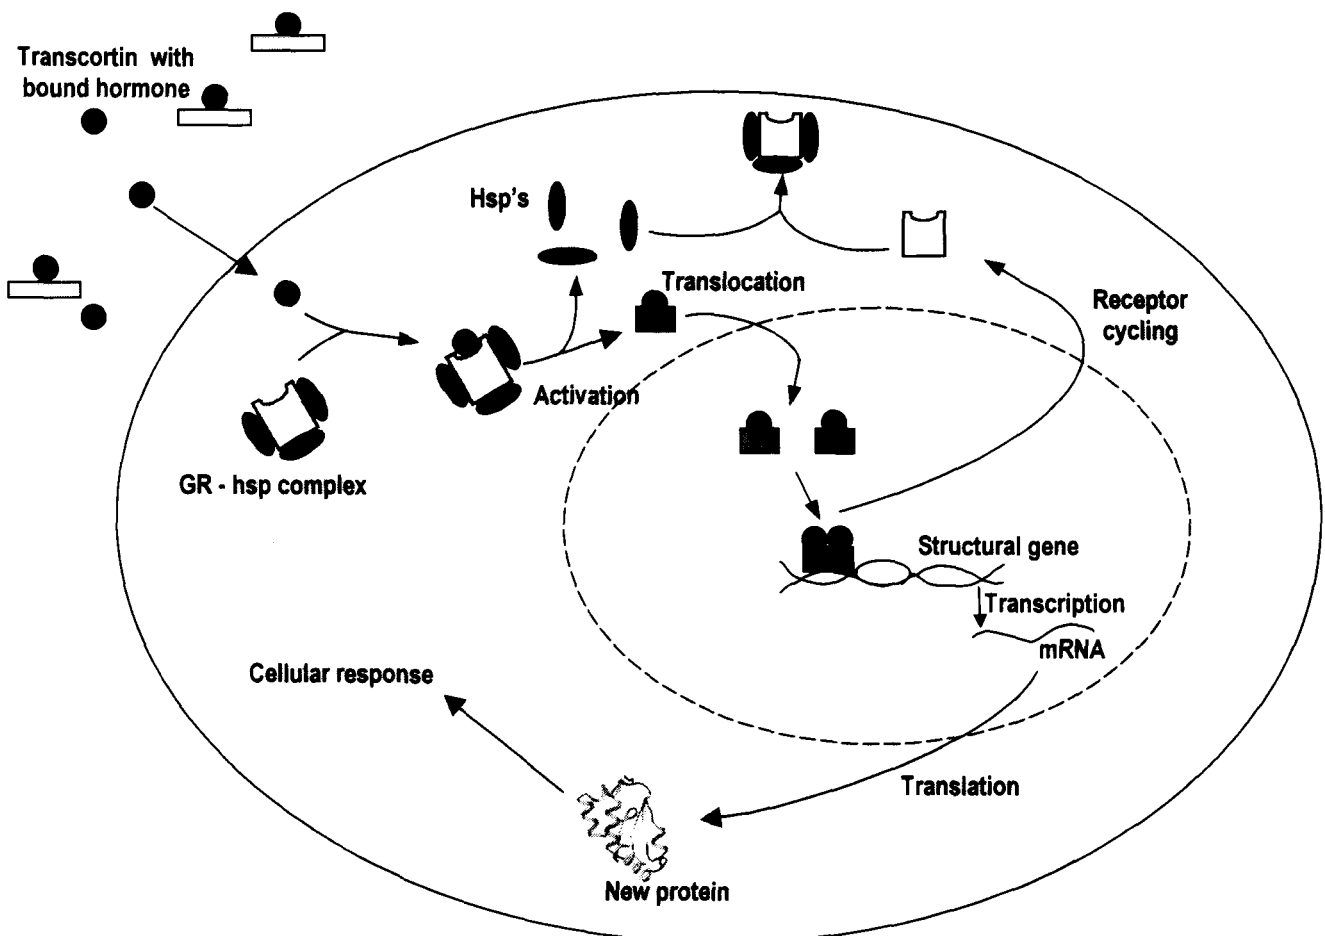 Transcortin with
bound hormone
Hsp's
Translocation
Receptor
cycling
Activation
GR - hsp complex
Structural gene
Transcription
mRNA
Cellular response
Translation
New protein